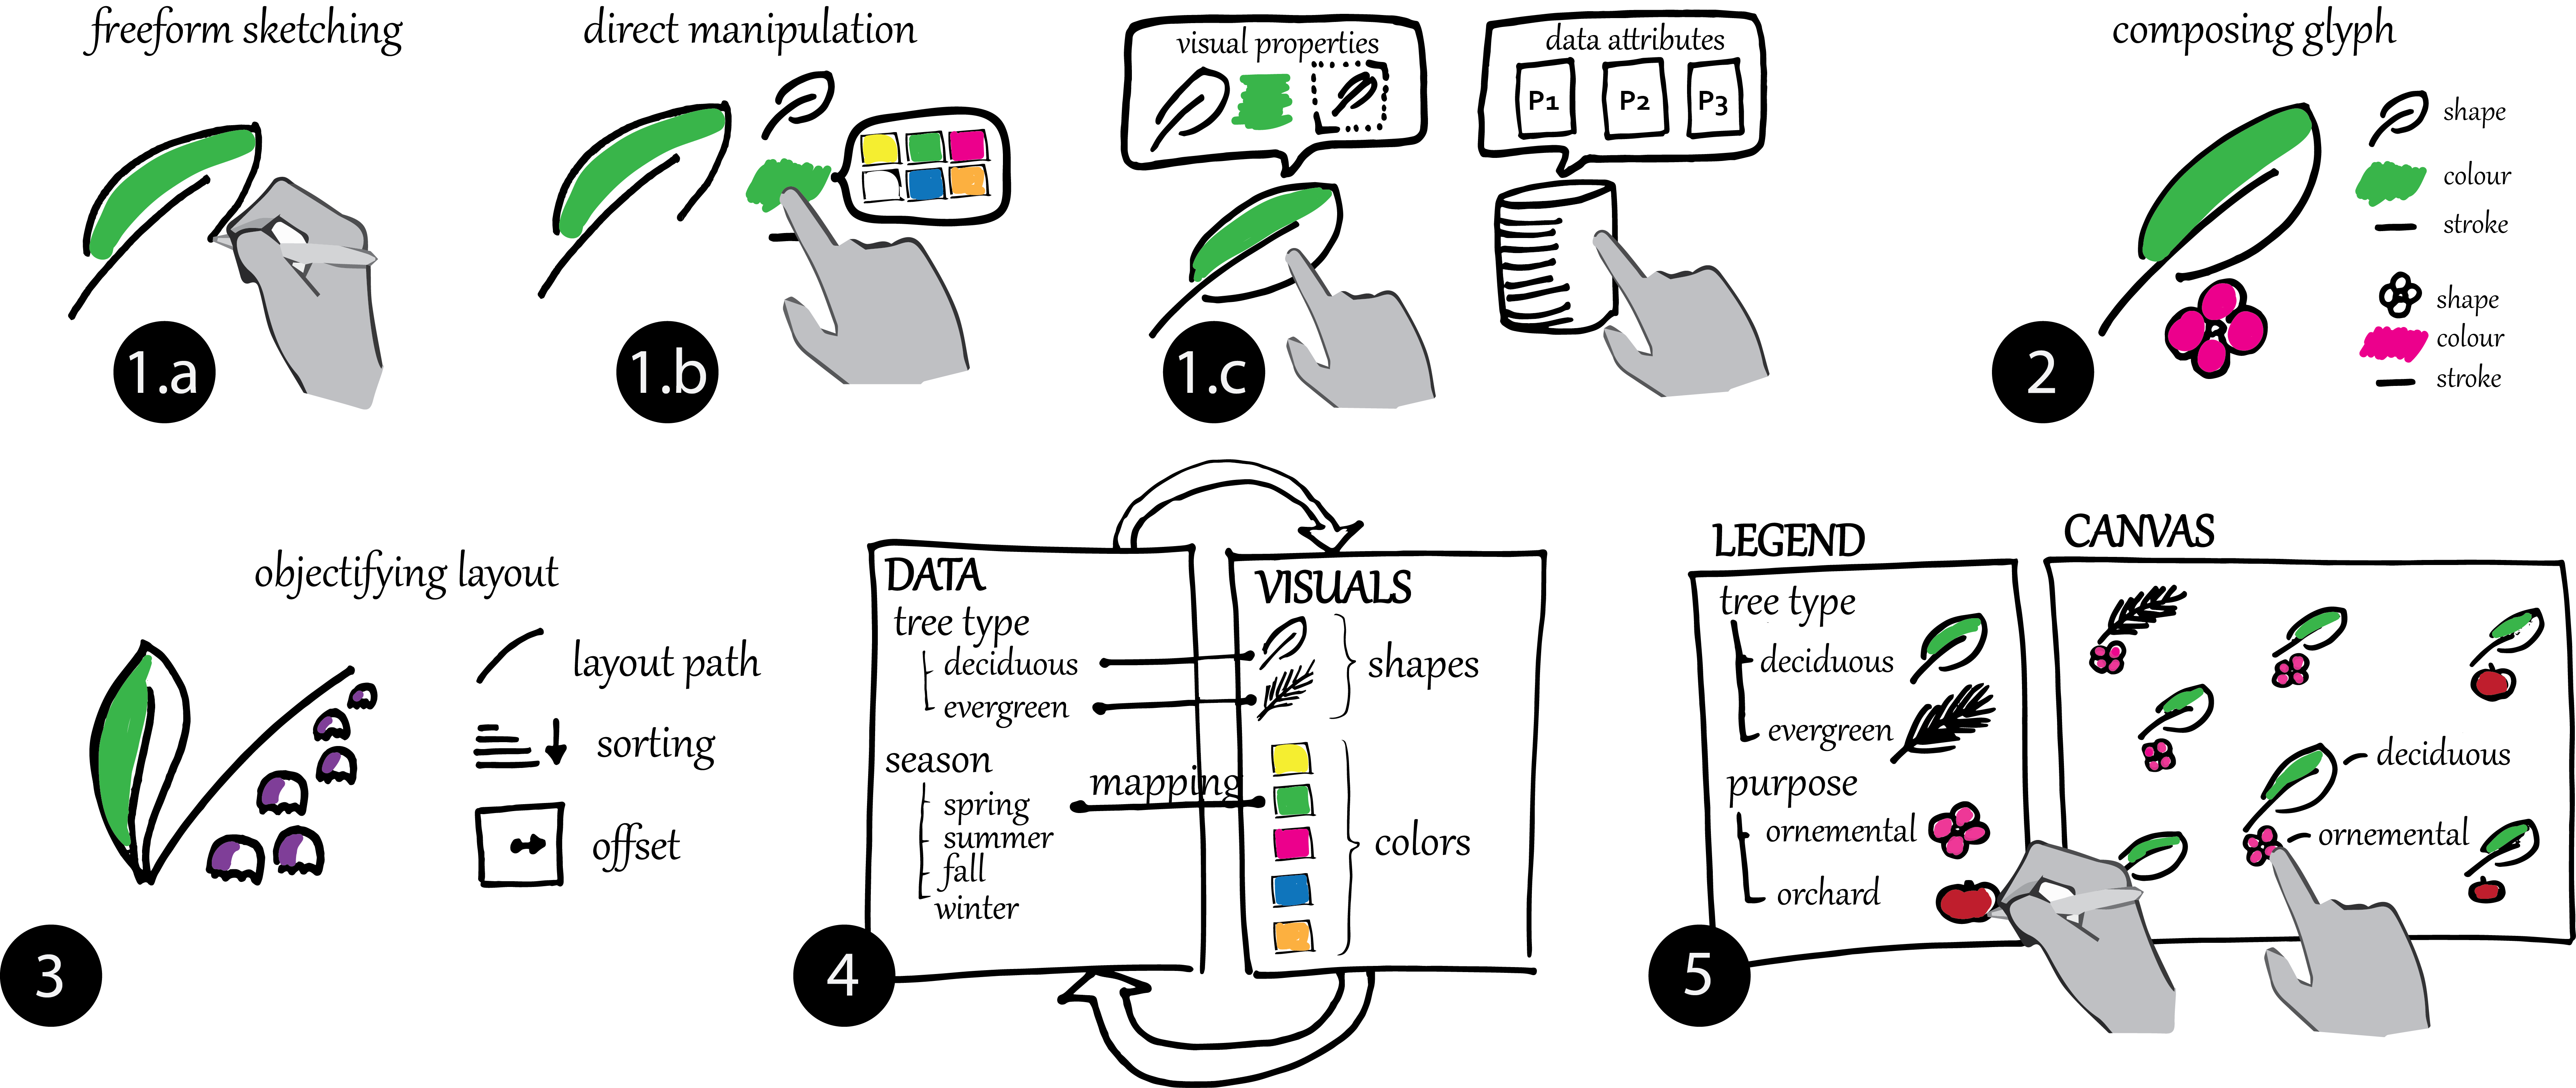 freeform sketching
1.a
direct manipulation
1.b
visual properties
1.c
data attributes
P1 P2 P3
composing glyph
shape
colour
stroke
shape
colour
stroke
2
objectifying layout
layout path
sorting
offset
3
DATA
tree type
deciduous
evergreen
season
spring
summer
fall
winter
mapping
VISUALS
shapes
colors
4
LEGEND
tree type
deciduous
evergreen
purpose
ornemental
orchard
CANVAS
deciduous
ornemental
5